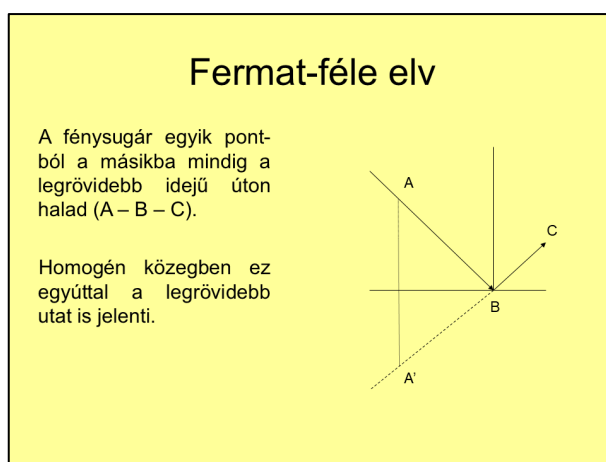 Fermat-féle elv
A fénysugár egyik pont-
ból a másikba mindig a
legrövidebb idejű úton
halad (A – B – C).
Homogén közegben ez
egyúttal a legrövidebb
utat is jelenti.
A
C
B
A’